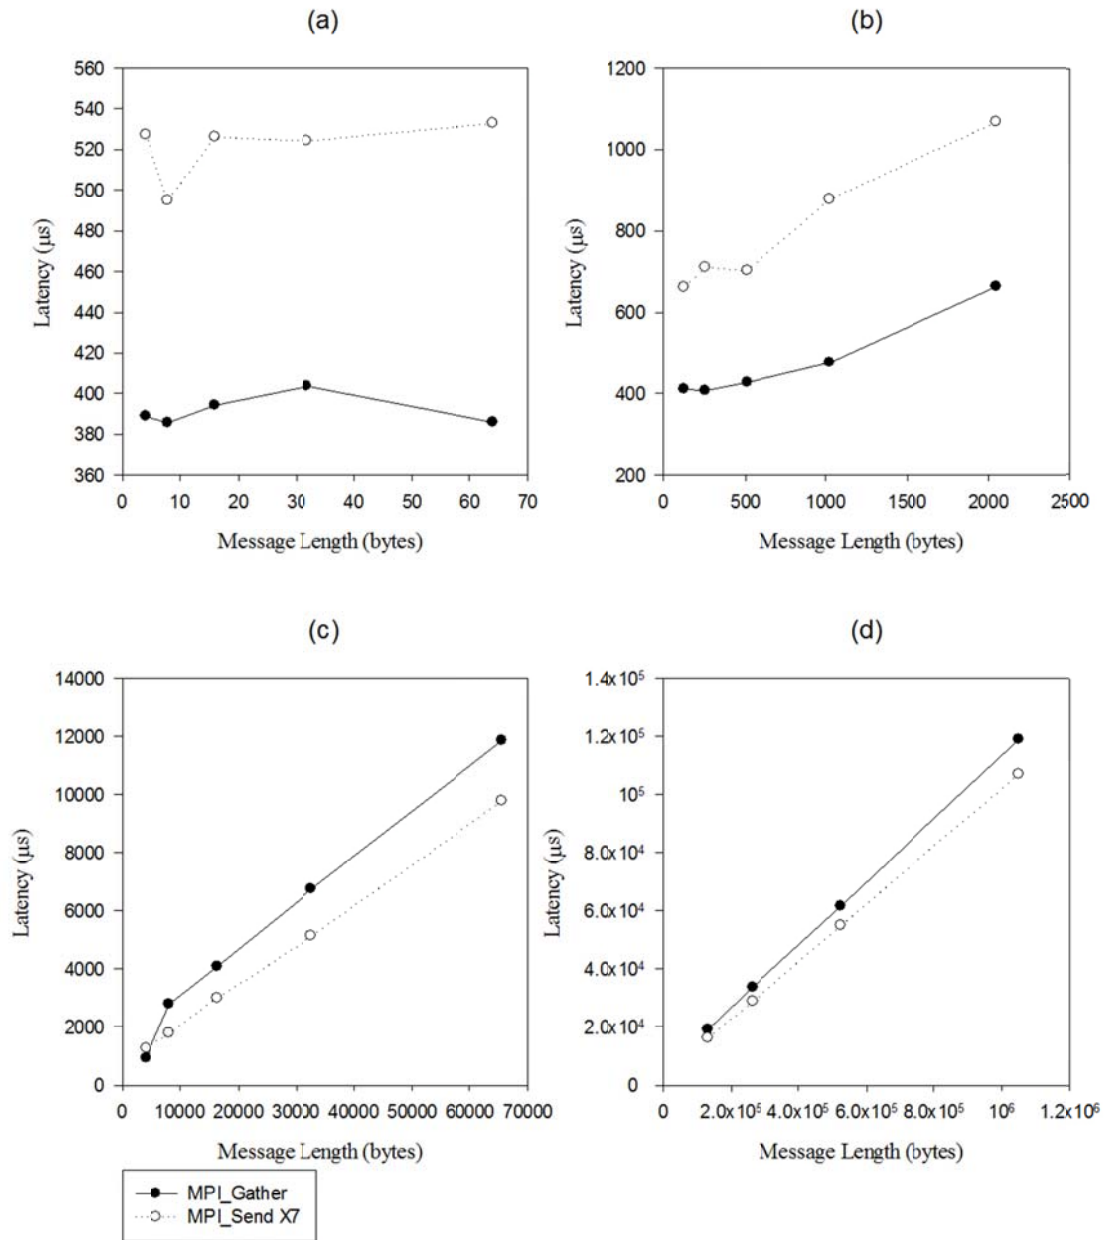 (a)
560
540
520
500
480
460
440
420
400
380
360
Latency (μs)
0 10 20 30 40 50 60 70
Message Length (bytes)
(b)
1200
1000
800
600
400
200
Latency (μs)
0 500 1000 1500 2000 2500
Message Length (bytes)
(c)
14000
12000
10000
8000
6000
4000
2000
0
Latency (μs)
0 10000 20000 30000 40000 50000 60000 70000
Message Length (bytes)
(d)
1.4x10⁵
1.2x10⁵
10⁵
8.0x10⁴
6.0x10⁴
4.0x10⁴
2.0x10⁴
0
Latency (μs)
0 2.0x10⁵ 4.0x10⁵ 6.0x10⁵ 8.0x10⁵ 10⁶ 1.2x10⁶
Message Length (bytes)
MPI_Gather
MPI_Send X7